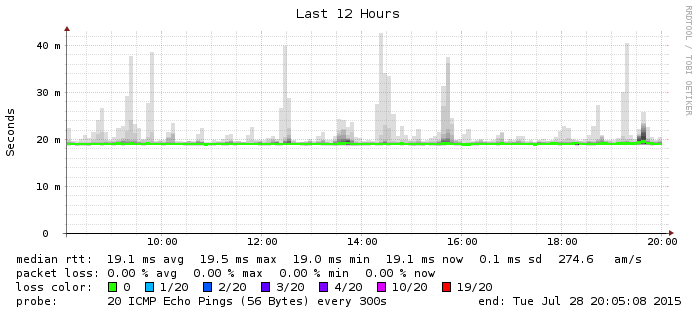 Last 12 Hours
RRDTOOL / TOBI OETIKER
Seconds
40 m
30 m
20 m
10 m
0
10:00 12:00 14:00 16:00 18:00 20:00
median rtt: 19.1 ms avg 19.5 ms max 19.0 ms min 19.1 ms now 0.1 ms sd 274.6 am/s
packet loss: 0.00 % avg 0.00 % max 0.00 % min 0.00 % now
loss color: 0 1/20 2/20 3/20 4/20 10/20 19/20
probe: 20 ICMP Echo Pings (56 Bytes) every 300s end: Tue Jul 28 20:05:08 2015